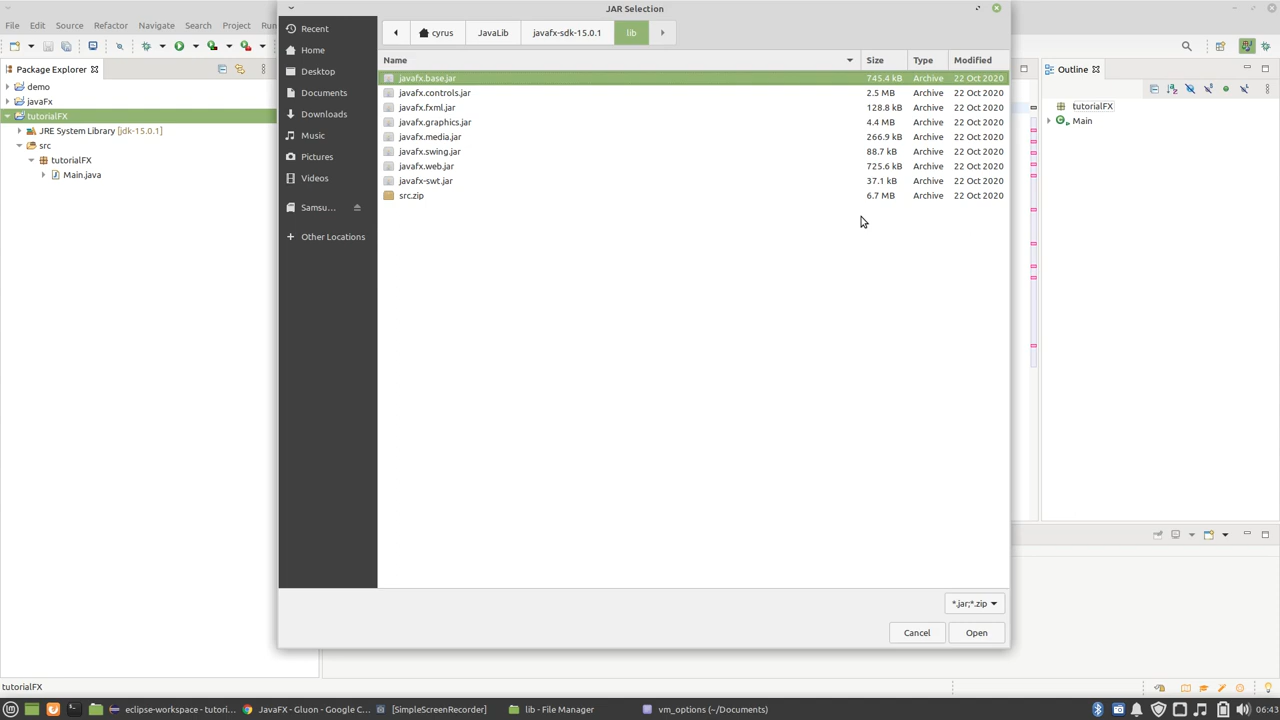 JAR Selection
File Edit Source Refactor Navigate Search Project Run
Package Explorer
demo
javaFx
tutorialFX
JRE System Library [jdk-15.0.1]
src
tutorialFX
Main.java
Recent
Home
Desktop
Documents
Downloads
Music
Pictures
Videos
Samsu...
Other Locations
cyrus JavaLib javafx-sdk-15.0.1 lib
Name Size Type Modified
javafx.base.jar 745.4 kB Archive 22 Oct 2020
javafx.controls.jar 2.5 MB Archive 22 Oct 2020
javafx.fxml.jar 128.8 kB Archive 22 Oct 2020
javafx.graphics.jar 4.4 MB Archive 22 Oct 2020
javafx.media.jar 266.9 kB Archive 22 Oct 2020
javafx.swing.jar 88.7 kB Archive 22 Oct 2020
javafx.web.jar 725.6 kB Archive 22 Oct 2020
javafx-swt.jar 37.1 kB Archive 22 Oct 2020
src.zip 6.7 MB Archive 22 Oct 2020
*.jar;*.zip
Cancel Open
Outline
tutorialFX
Main
tutorialFX
eclipse-workspace - tutori... JavaFX - Gluon - Google C... [SimpleScreenRecorder] lib - File Manager vm_options (~/Documents) 06:43